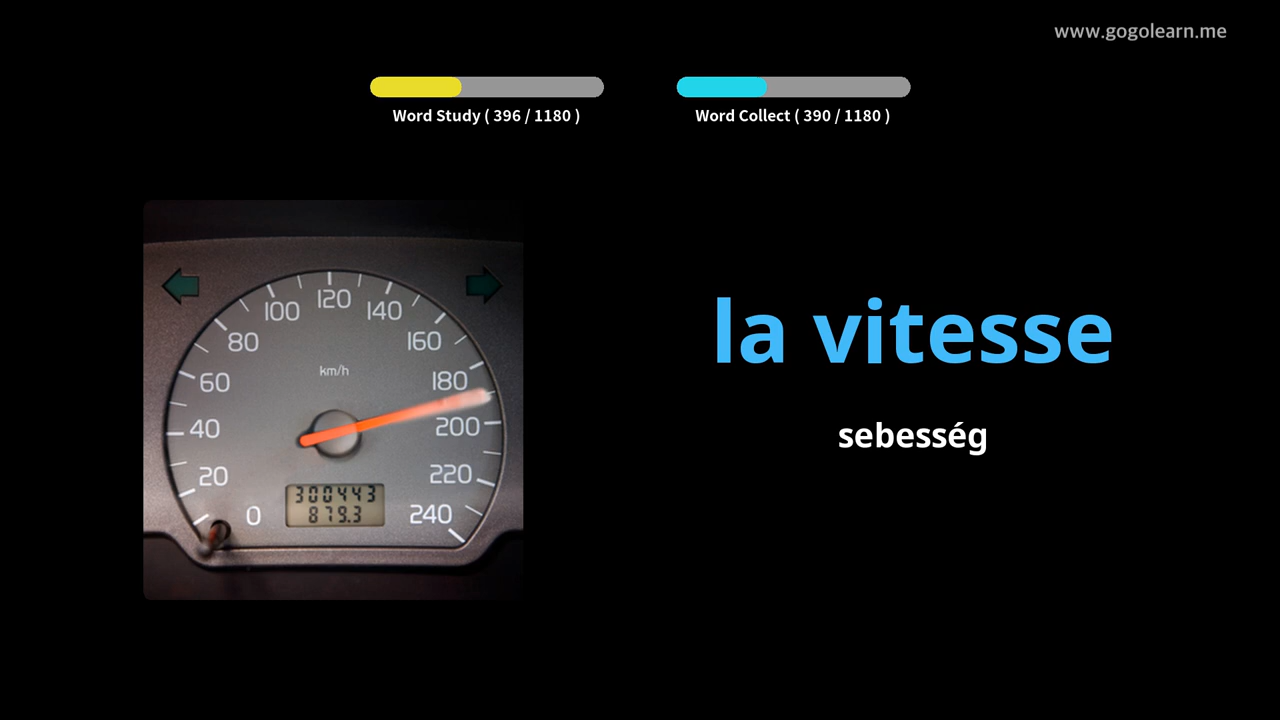 www.gogolearn.me
Word Study ( 396 / 1180 )
Word Collect ( 390 / 1180 )
la vitesse
sebesség
120
100
140
80
160
km/h
60
180
40
200
20
220
300443
0
240
879.3